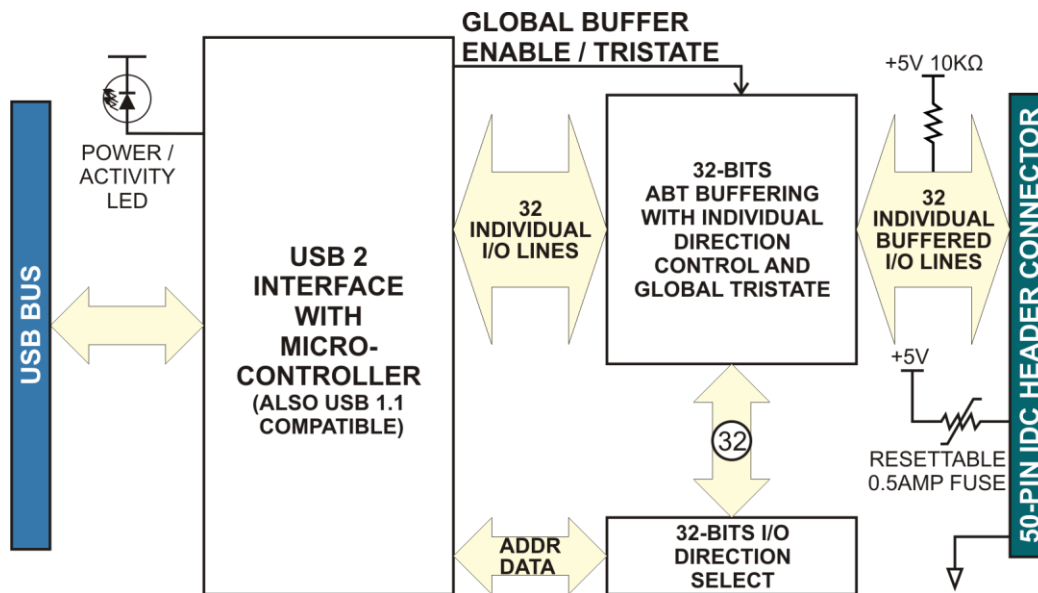 GLOBAL BUFFER
ENABLE / TRISTATE
USB BUS
POWER /
ACTIVITY
LED
USB 2
INTERFACE
WITH
MICRO-
CONTROLLER
(ALSO USB 1.1
COMPATIBLE)
32
INDIVIDUAL
I/O LINES
32-BITS
ABT BUFFERING
WITH INDIVIDUAL
DIRECTION
CONTROL AND
GLOBAL TRISTATE
+5V 10KΩ
32
INDIVIDUAL
BUFFERED
I/O LINES
+5V
RESETTABLE
0.5AMP FUSE
50-PIN IDC HEADER CONNECTOR
32
ADDR
DATA
32-BITS I/O
DIRECTION
SELECT